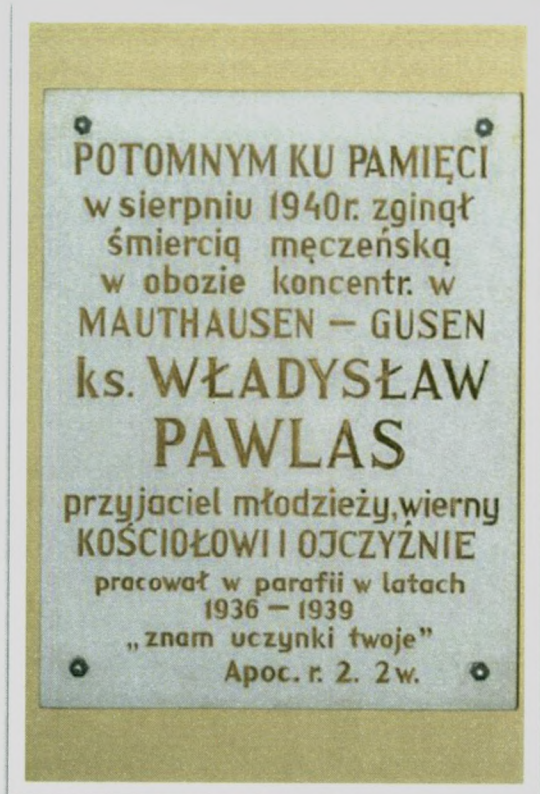 POTOMNYM KU PAMIĘCI
w sierpniu 1940r. zginął
śmiercią męczeńską
w obozie koncentr. w
MAUTHAUSEN – GUSEN
ks. WŁADYSŁAW
PAWLAS
przyjaciel młodzieży, wierny
KOŚCIOŁOWI I OJCZYŹNIE
pracował w parafii w latach
1936 – 1939
„znam uczynki twoje”
Apoc. r. 2. 2w.